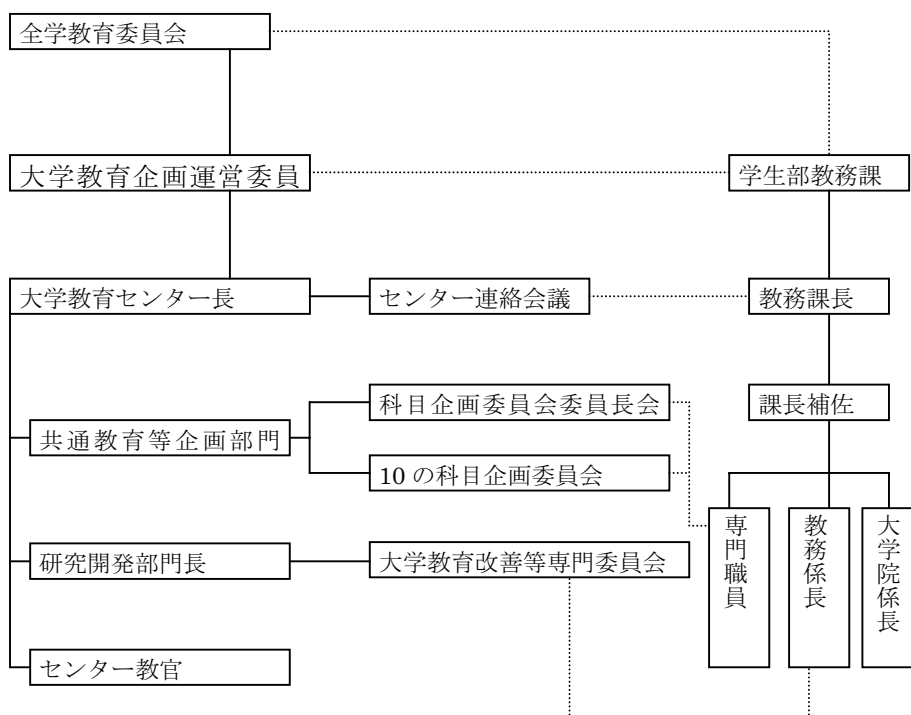 全学教育委員会
大学教育企画運営委員
学生部教務課
大学教育センター長
センター連絡会議
教務課長
科目企画委員会委員長会
課長補佐
共通教育等企画部門
10の科目企画委員会
専門職員
教務係長
大学院係長
研究開発部門長
大学教育改善等専門委員会
センター教官